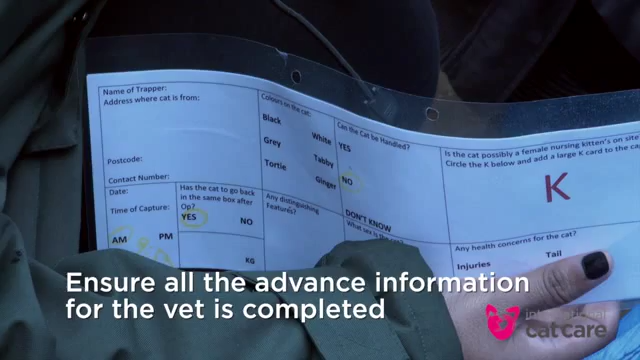 Name of Trapper:
Address where cat is from:
Postcode:
Contact Number:
Colours on the cat:
Black
White
Grey
Tabby
Tortie
Ginger
Can the Cat be Handled?
YES
NO
DON'T KNOW
What sex is the cat?
Is the cat possibly a female nursing kitten's on site
Circle the K below and add a large K card to the
K
Date:
Time of Capture:
AM PM
Has the cat to go back
in the same box after
Op?
YES NO
KG
Any distinguishing
Features?
Any health concerns for the cat?
Injuries Tail
Ensure all the advance information
for the vet is completed
international
cat care